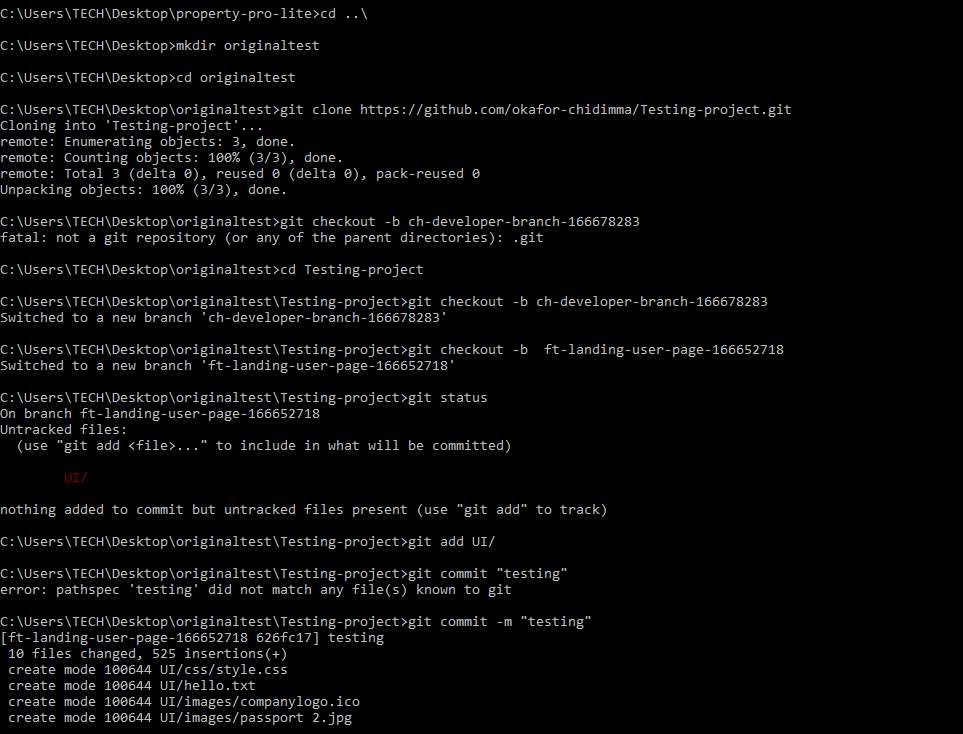 C:\Users\TECH\Desktop\property-pro-lite>cd ..\
C:\Users\TECH\Desktop>mkdir originaltest
C:\Users\TECH\Desktop>cd originaltest
C:\Users\TECH\Desktop\originaltest>git clone https://github.com/okafor-chidimma/Testing-project.git
Cloning into 'Testing-project'...
remote: Enumerating objects: 3, done.
remote: Counting objects: 100% (3/3), done.
remote: Total 3 (delta 0), reused 0 (delta 0), pack-reused 0
Unpacking objects: 100% (3/3), done.
C:\Users\TECH\Desktop\originaltest>git checkout -b ch-developer-branch-166678283
fatal: not a git repository (or any of the parent directories): .git
C:\Users\TECH\Desktop\originaltest>cd Testing-project
C:\Users\TECH\Desktop\originaltest\Testing-project>git checkout -b ch-developer-branch-166678283
Switched to a new branch 'ch-developer-branch-166678283'
C:\Users\TECH\Desktop\originaltest\Testing-project>git checkout -b  ft-landing-user-page-166652718
Switched to a new branch 'ft-landing-user-page-166652718'
C:\Users\TECH\Desktop\originaltest\Testing-project>git status
On branch ft-landing-user-page-166652718
Untracked files:
  (use "git add <file>..." to include in what will be committed)
        UI/
nothing added to commit but untracked files present (use "git add" to track)
C:\Users\TECH\Desktop\originaltest\Testing-project>git add UI/
C:\Users\TECH\Desktop\originaltest\Testing-project>git commit "testing"
error: pathspec 'testing' did not match any file(s) known to git
C:\Users\TECH\Desktop\originaltest\Testing-project>git commit -m "testing"
[ft-landing-user-page-166652718 626fc17] testing
 10 files changed, 525 insertions(+)
 create mode 100644 UI/css/style.css
 create mode 100644 UI/hello.txt
 create mode 100644 UI/images/companylogo.ico
 create mode 100644 UI/images/passport 2.jpg